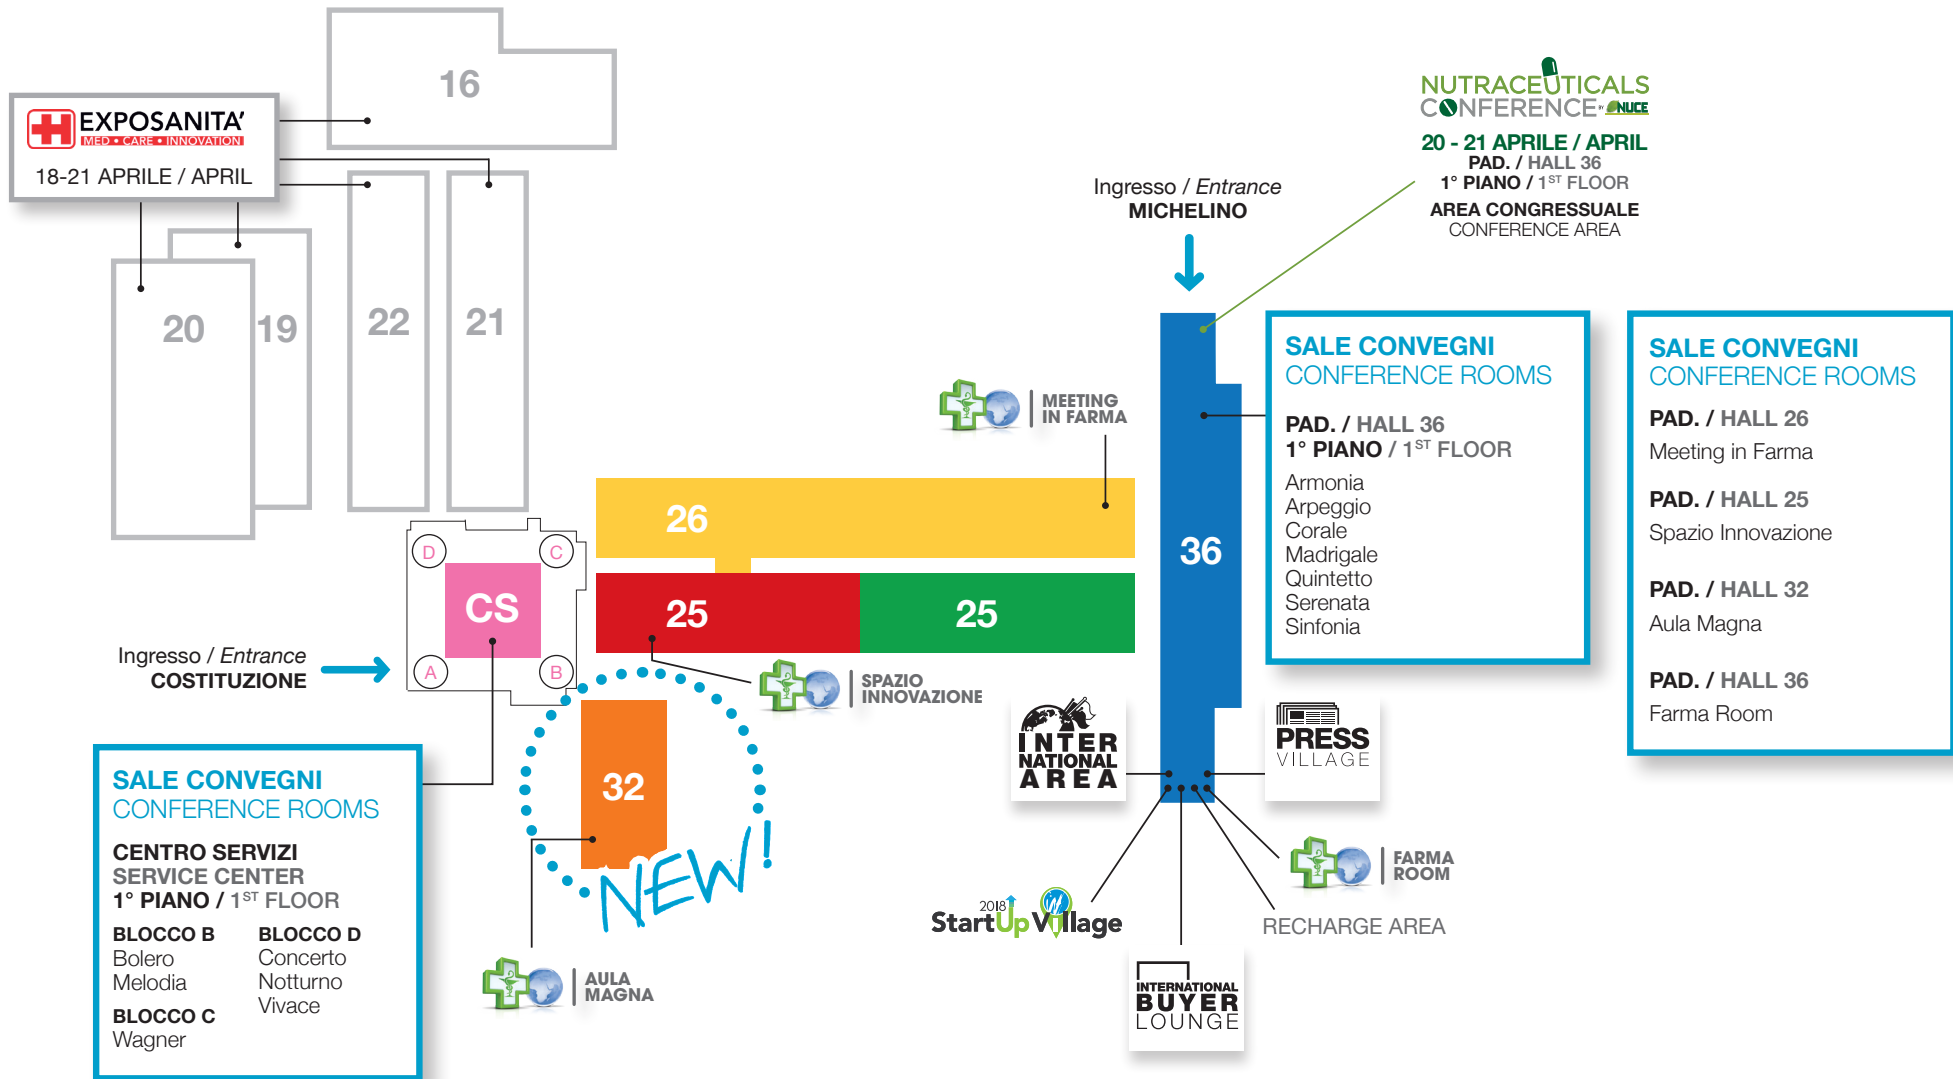 16
EXPOSANITA'
MED • CARE • INNOVATION
18-21 APRILE / APRIL
20
19
22
21
NUTRACEUTICALS
CONFERENCE BY NUCE
20 - 21 APRILE / APRIL
PAD. / HALL 36
1° PIANO / 1ST FLOOR
AREA CONGRESSUALE
CONFERENCE AREA
Ingresso / Entrance
MICHELINO
MEETING
IN FARMA
26
25
25
36
SALE CONVEGNI
CONFERENCE ROOMS
PAD. / HALL 36
1° PIANO / 1ST FLOOR
Armonia
Arpeggio
Corale
Madrigale
Quintetto
Serenata
Sinfonia
SALE CONVEGNI
CONFERENCE ROOMS
PAD. / HALL 26
Meeting in Farma
PAD. / HALL 25
Spazio Innovazione
PAD. / HALL 32
Aula Magna
PAD. / HALL 36
Farma Room
D
C
CS
A
B
Ingresso / Entrance
COSTITUZIONE
SPAZIO
INNOVAZIONE
32
NEW!
SALE CONVEGNI
CONFERENCE ROOMS
CENTRO SERVIZI
SERVICE CENTER
1° PIANO / 1ST FLOOR
BLOCCO B
Bolero
Melodia
BLOCCO C
Wagner
BLOCCO D
Concerto
Notturno
Vivace
AULA
MAGNA
INTER
NATIONAL
AREA
PRESS
VILLAGE
2018
StartUp Village
INTERNATIONAL
BUYER
LOUNGE
RECHARGE AREA
FARMA
ROOM